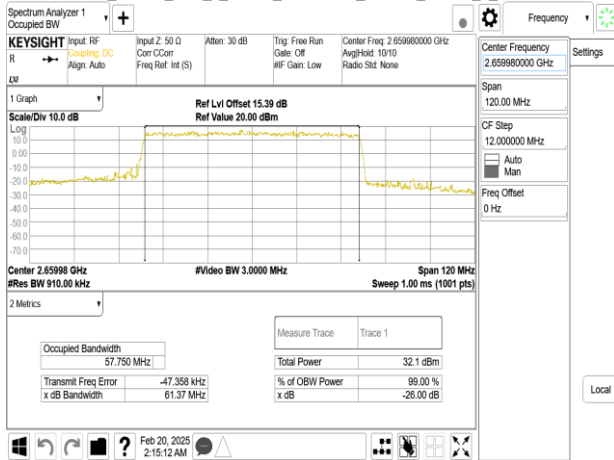 Spectrum Analyzer 1
Occupied BW
+
Frequency
KEYSIGHT
R
LXI
Input: RF
Coupling: DC
Align: Auto
Input Z: 50 Ω
Corr CCorr
Freq Ref: Int (S)
Atten: 30 dB
Trig: Free Run
Gate: Off
#IF Gain: Low
Center Freq: 2.659980000 GHz
Avg|Hold: 10/10
Radio Std: None
Center Frequency
2.659980000 GHz
Settings
Span
120.00 MHz
CF Step
12.000000 MHz
Auto
Man
Freq Offset
0 Hz
Local
1 Graph
Scale/Div 10.0 dB
Ref Lvl Offset 15.39 dB
Ref Value 20.00 dBm
Log
10.0
0.00
-10.0
-20.0
-30.0
-40.0
-50.0
-60.0
-70.0
Center 2.65998 GHz
#Res BW 910.00 kHz
#Video BW 3.0000 MHz
Span 120 MHz
Sweep 1.00 ms (1001 pts)
2 Metrics
Measure Trace Trace 1
Occupied Bandwidth
57.750 MHz
Total Power 32.1 dBm
Transmit Freq Error -47.358 kHz
% of OBW Power 99.00 %
x dB Bandwidth 61.37 MHz
x dB -26.00 dB
?
Feb 20, 2025
2:15:12 AM